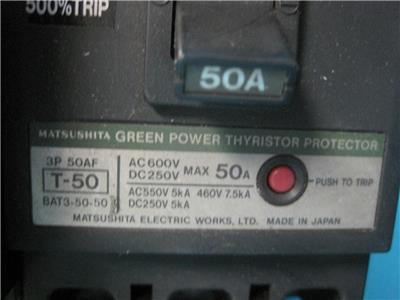 500%TRIP
50A
MATSUSHITA GREEN POWER THYRISTOR PROTECTOR
3P 50AF
T-50
BAT3-50-50
AC600V
DC250V MAX 50A
AC550V 5kA 460V 7.5kA
DC250V 5kA
PUSH TO TRIP
MATSUSHITA ELECTRIC WORKS, LTD. MADE IN JAPAN